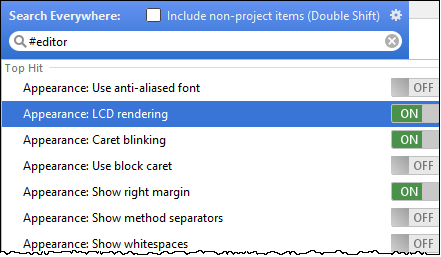 Search Everywhere: Include non-project items (Double Shift)
#editor
Top Hit
Appearance: Use anti-aliased font OFF
Appearance: LCD rendering ON
Appearance: Caret blinking ON
Appearance: Use block caret OFF
Appearance: Show right margin ON
Appearance: Show method separators OFF
Appearance: Show whitespaces OFF